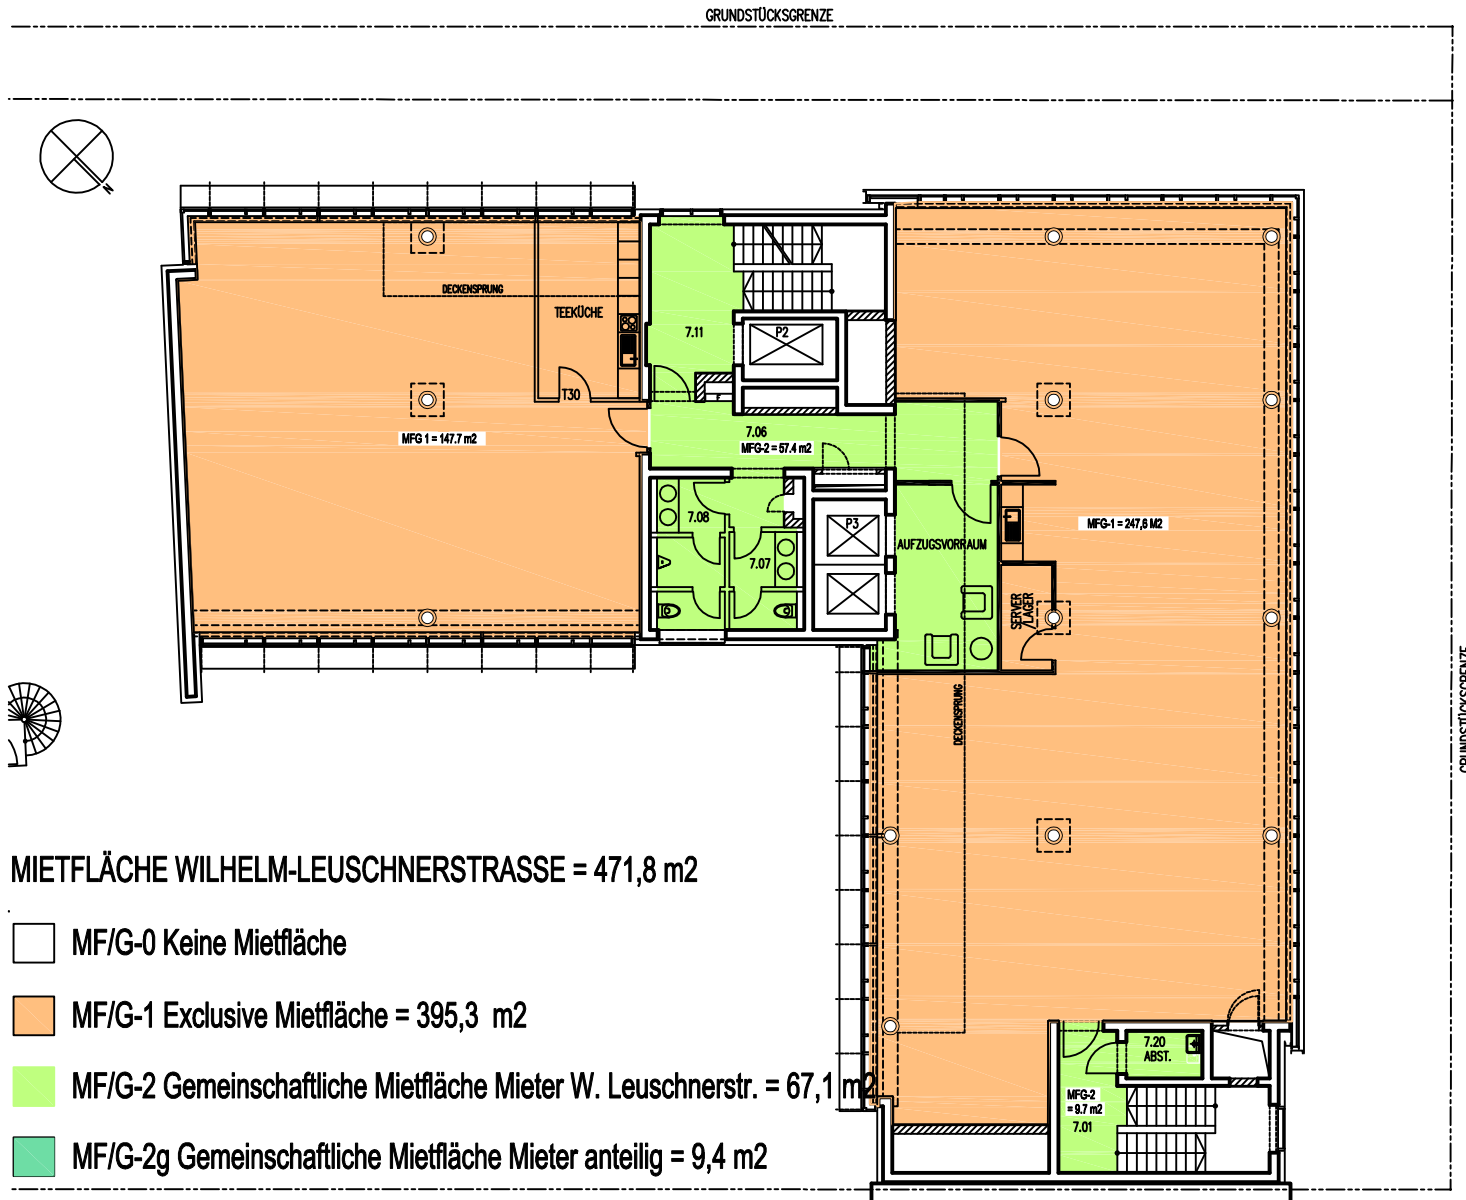 GRUNDSTÜCKSGRENZE
N
DECKENSPRUNG
TEEKÜCHE
T30
MFG 1 = 147.7 m2
7.11
P2
F
7.06
MFG-2 = 57.4 m2
7.08
7.07
P3
AUFZUGSVORRAUM
MFG-1 = 247,6 M2
SERVER
/LAGER
DECKENSPRUNG
GRUNDSTÜCKSGRENZE
7.20
ABST.
MFG-2
= 9.7 m2
7.01
MIETFLÄCHE WILHELM-LEUSCHNERSTRASSE = 471,8 m2
MF/G-0 Keine Mietfläche
MF/G-1 Exclusive Mietfläche = 395,3 m2
MF/G-2 Gemeinschaftliche Mietfläche Mieter W. Leuschnerstr. = 67,1 m2
MF/G-2g Gemeinschaftliche Mietfläche Mieter anteilig = 9,4 m2